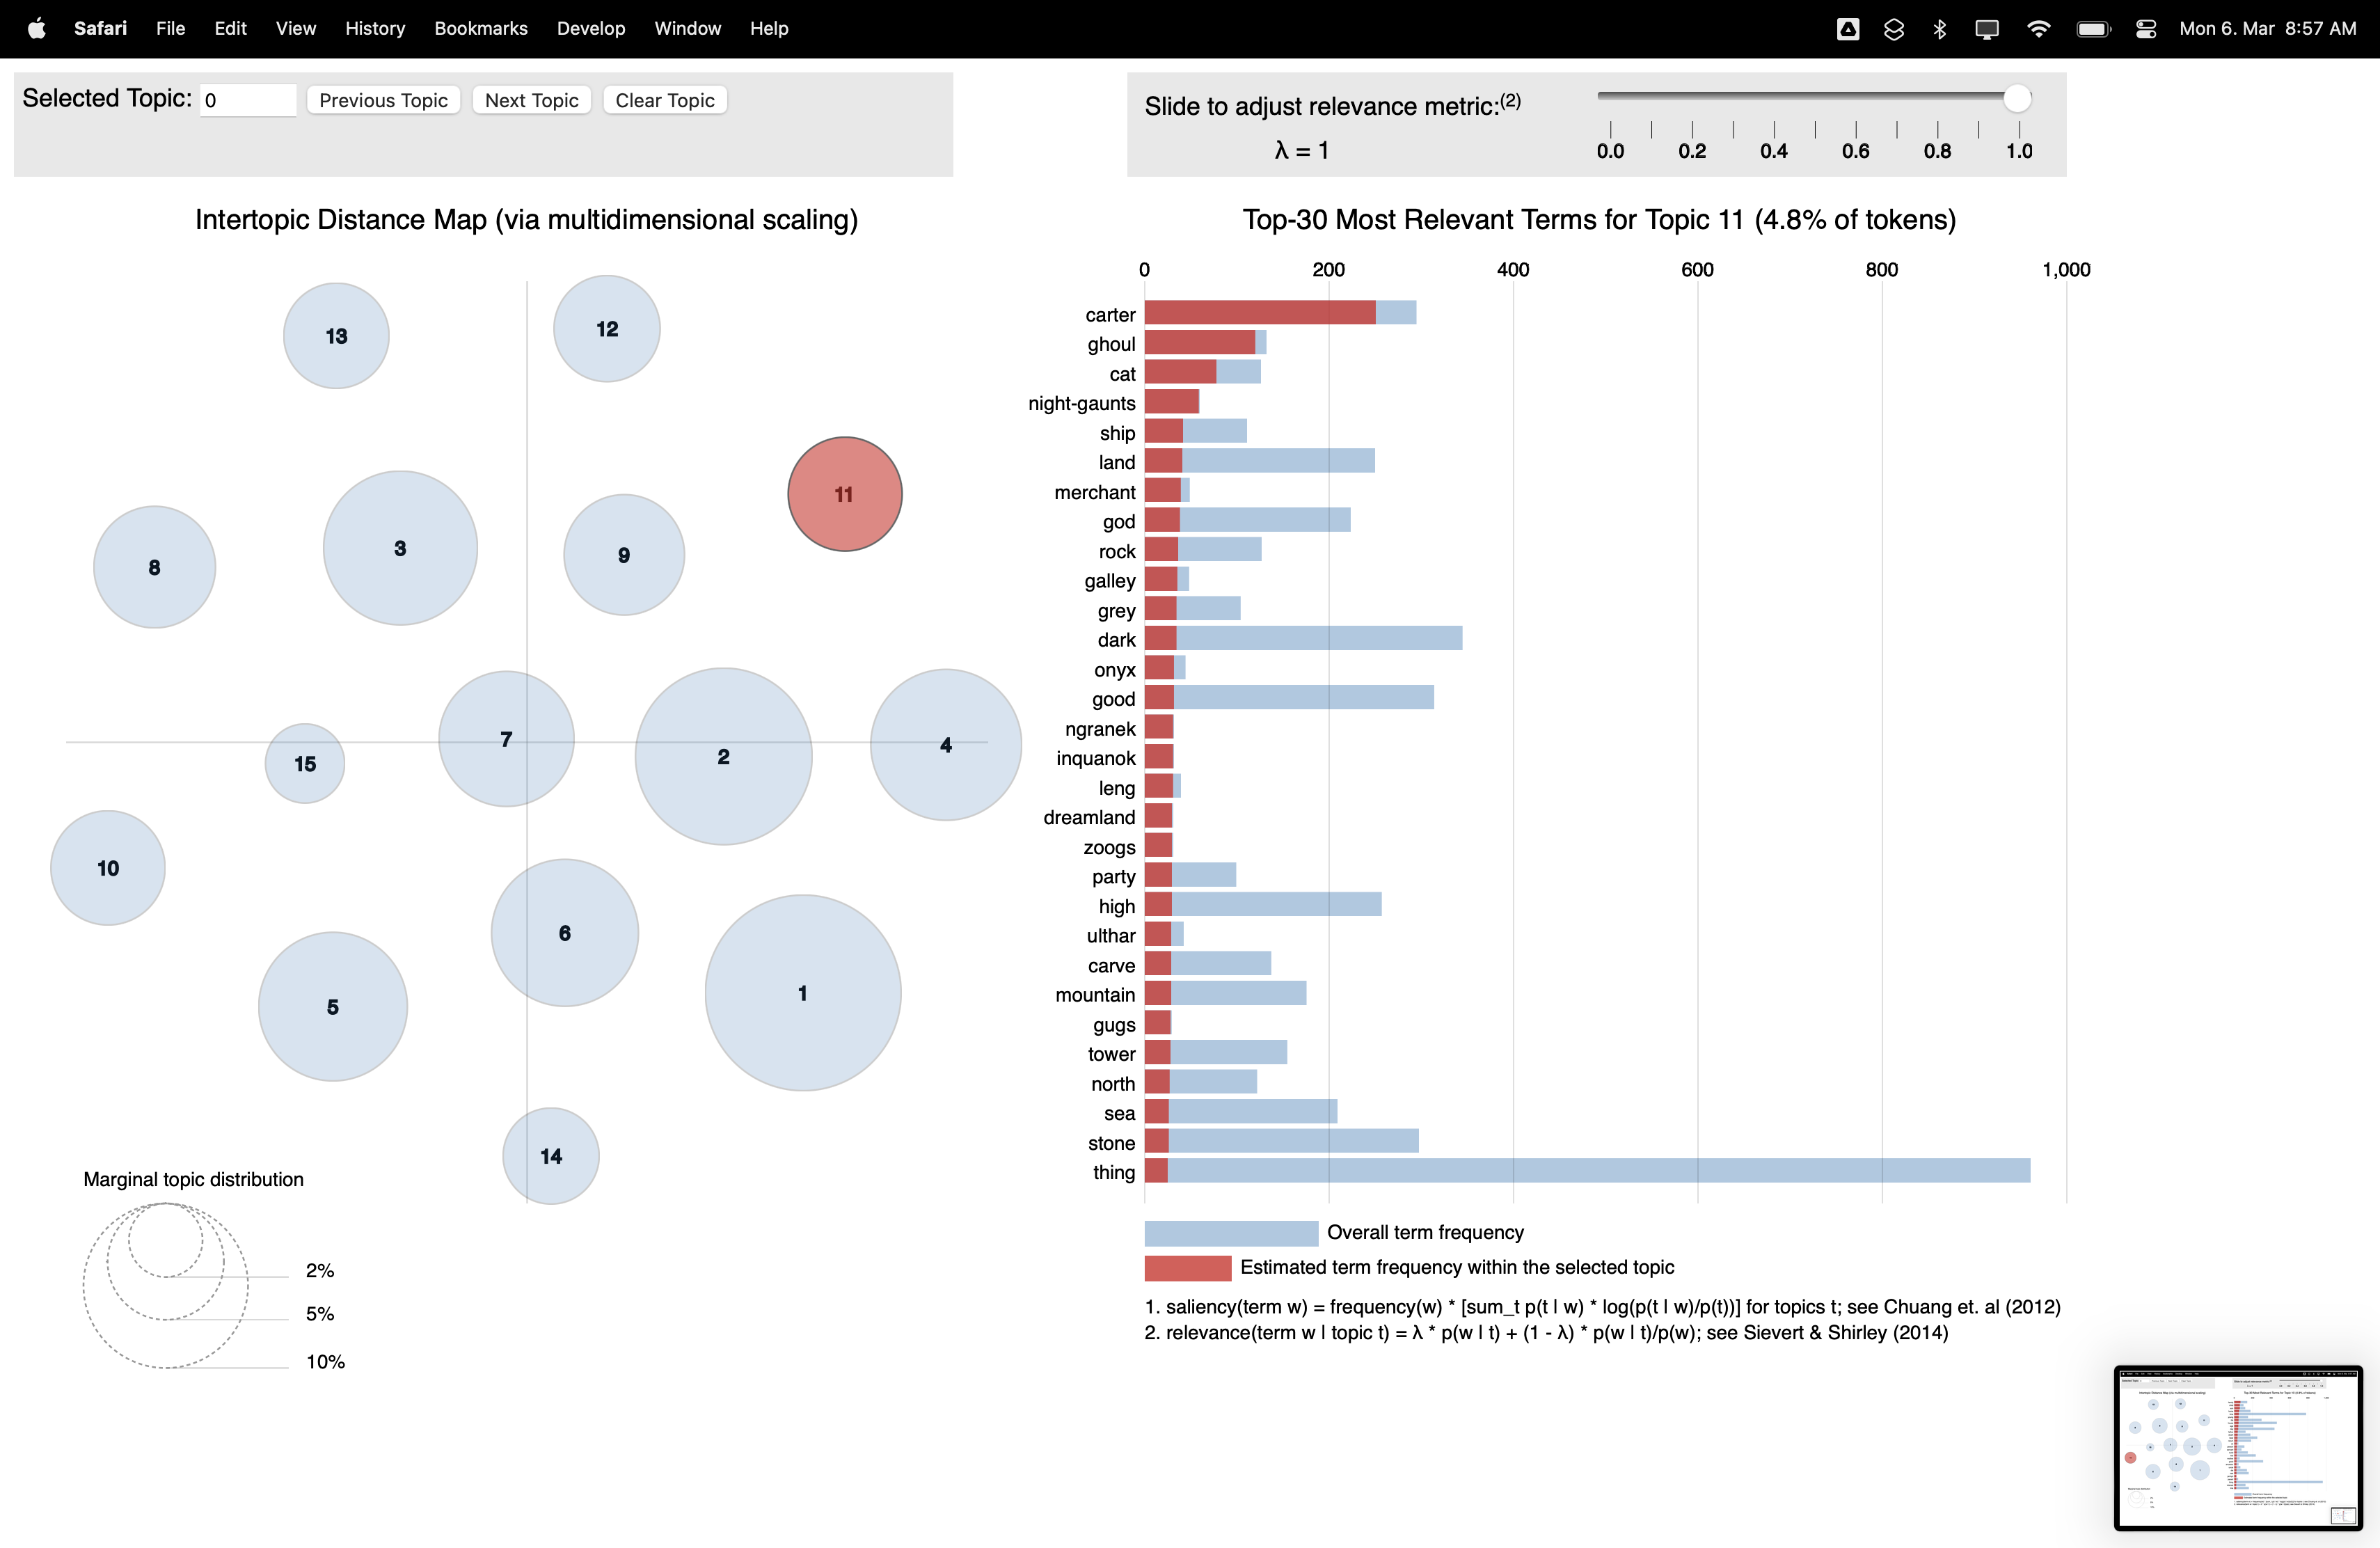 Safari File Edit View History Bookmarks Develop Window Help Mon 6. Mar 8:57 AM
Selected Topic: 0 Previous Topic Next Topic Clear Topic
Slide to adjust relevance metric:(2)
λ = 1
0.0 0.2 0.4 0.6 0.8 1.0
Intertopic Distance Map (via multidimensional scaling)
13
12
11
3
9
8
7
4
2
15
10
6
1
5
14
Marginal topic distribution
2%
5%
10%
Top-30 Most Relevant Terms for Topic 11 (4.8% of tokens)
0 200 400 600 800 1,000
carter
ghoul
cat
night-gaunts
ship
land
merchant
god
rock
galley
grey
dark
onyx
good
ngranek
inquanok
leng
dreamland
zoogs
party
high
ulthar
carve
mountain
gugs
tower
north
sea
stone
thing
Overall term frequency
Estimated term frequency within the selected topic
1. saliency(term w) = frequency(w) * [sum_t p(t | w) * log(p(t | w)/p(t))] for topics t; see Chuang et. al (2012)
2. relevance(term w | topic t) = λ * p(w | t) + (1 - λ) * p(w | t)/p(w); see Sievert & Shirley (2014)